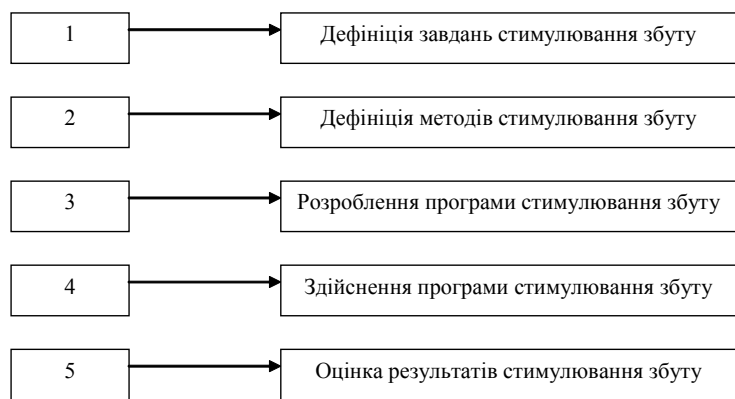 1 Дефініція завдань стимулювання збуту
2 Дефініція методів стимулювання збуту
3 Розроблення програми стимулювання збуту
4 Здійснення програми стимулювання збуту
5 Оцінка результатів стимулювання збуту